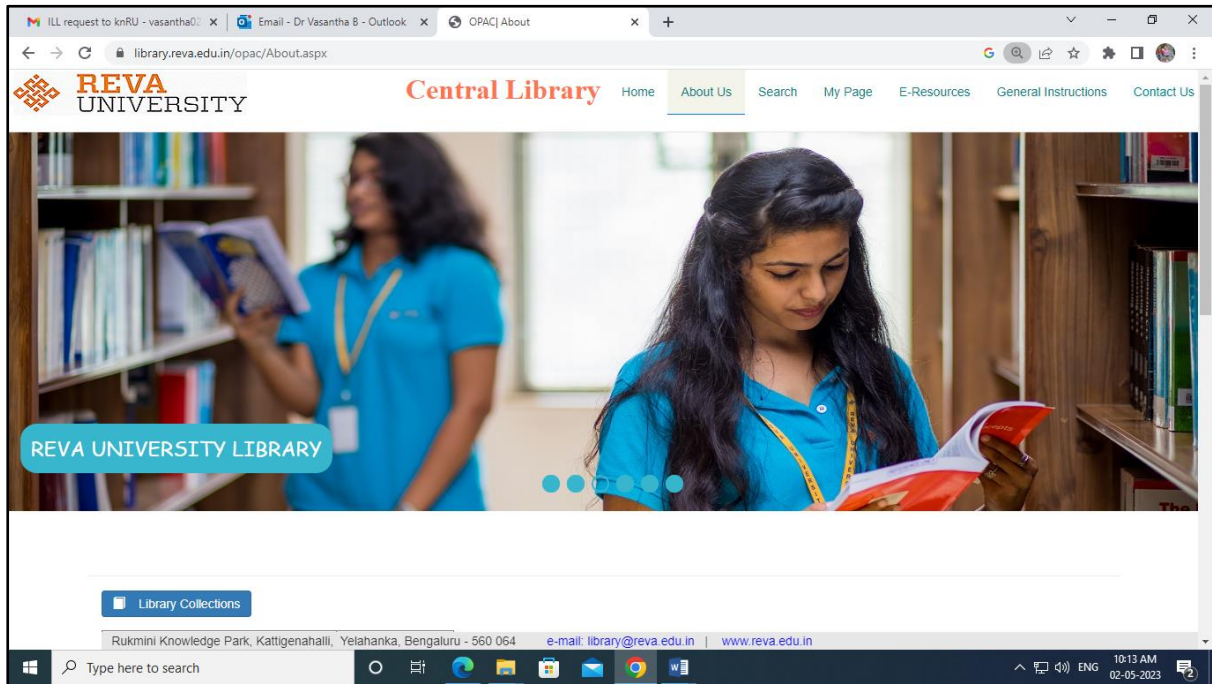 ILL request to knRU - vasantha02
Email - Dr Vasantha B - Outlook
OPAC| About
library.reva.edu.in/opac/About.aspx
REVA
UNIVERSITY
Central Library
Home
About Us
Search
My Page
E-Resources
General Instructions
Contact Us
REVA UNIVERSITY LIBRARY
Library Collections
Rukmini Knowledge Park, Kattigenahalli, Yelahanka, Bengaluru - 560 064 e-mail: library@reva.edu.in | www.reva.edu.in
Type here to search
ENG
10:13 AM
02-05-2023
2